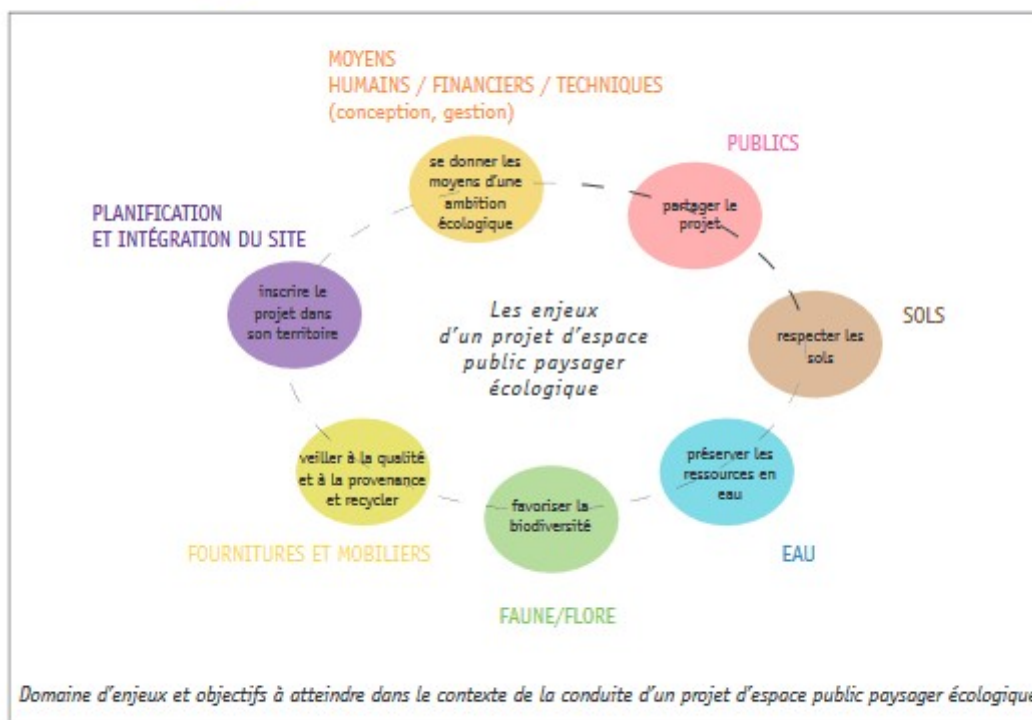 MOYENS
HUMAINS / FINANCIERS / TECHNIQUES
(conception, gestion)
se donner les
moyens d'une
ambition
écologique
PUBLICS
partager le
projet
PLANIFICATION
ET INTÉGRATION DU SITE
inscrire le
projet dans
son territoire
Les enjeux
d'un projet d'espace
public paysager
écologique
SOLS
respecter les
sols
veiller à la qualité
et à la provenance
et recycler
FOURNITURES ET MOBILIERS
favoriser la
biodiversité
FAUNE/FLORE
préserver les
ressources en
eau
EAU
Domaine d'enjeux et objectifs à atteindre dans le contexte de la conduite d'un projet d'espace public paysager écologique